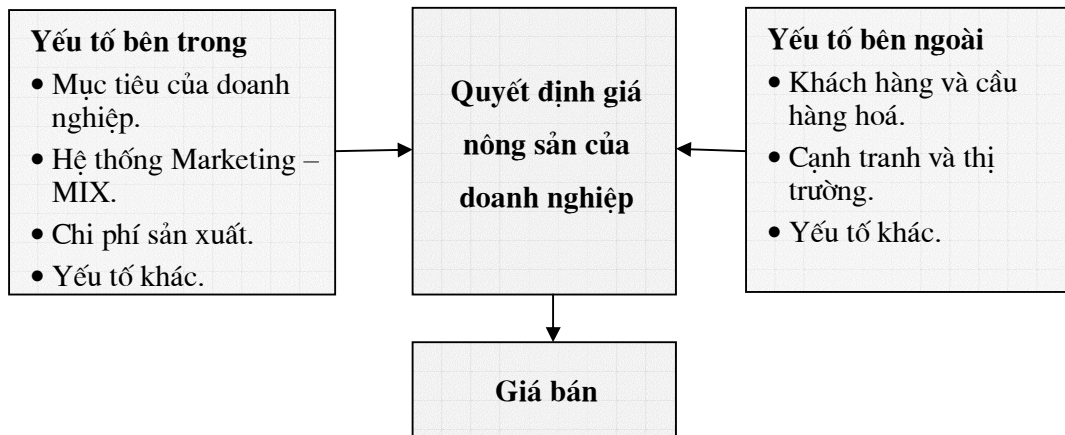 Yếu tố bên trong
• Mục tiêu của doanh
nghiệp.
• Hệ thống Marketing –
MIX.
• Chi phí sản xuất.
• Yếu tố khác.
Quyết định giá
nông sản của
doanh nghiệp
Yếu tố bên ngoài
• Khách hàng và cầu
hàng hoá.
• Cạnh tranh và thị
trường.
• Yếu tố khác.
Giá bán